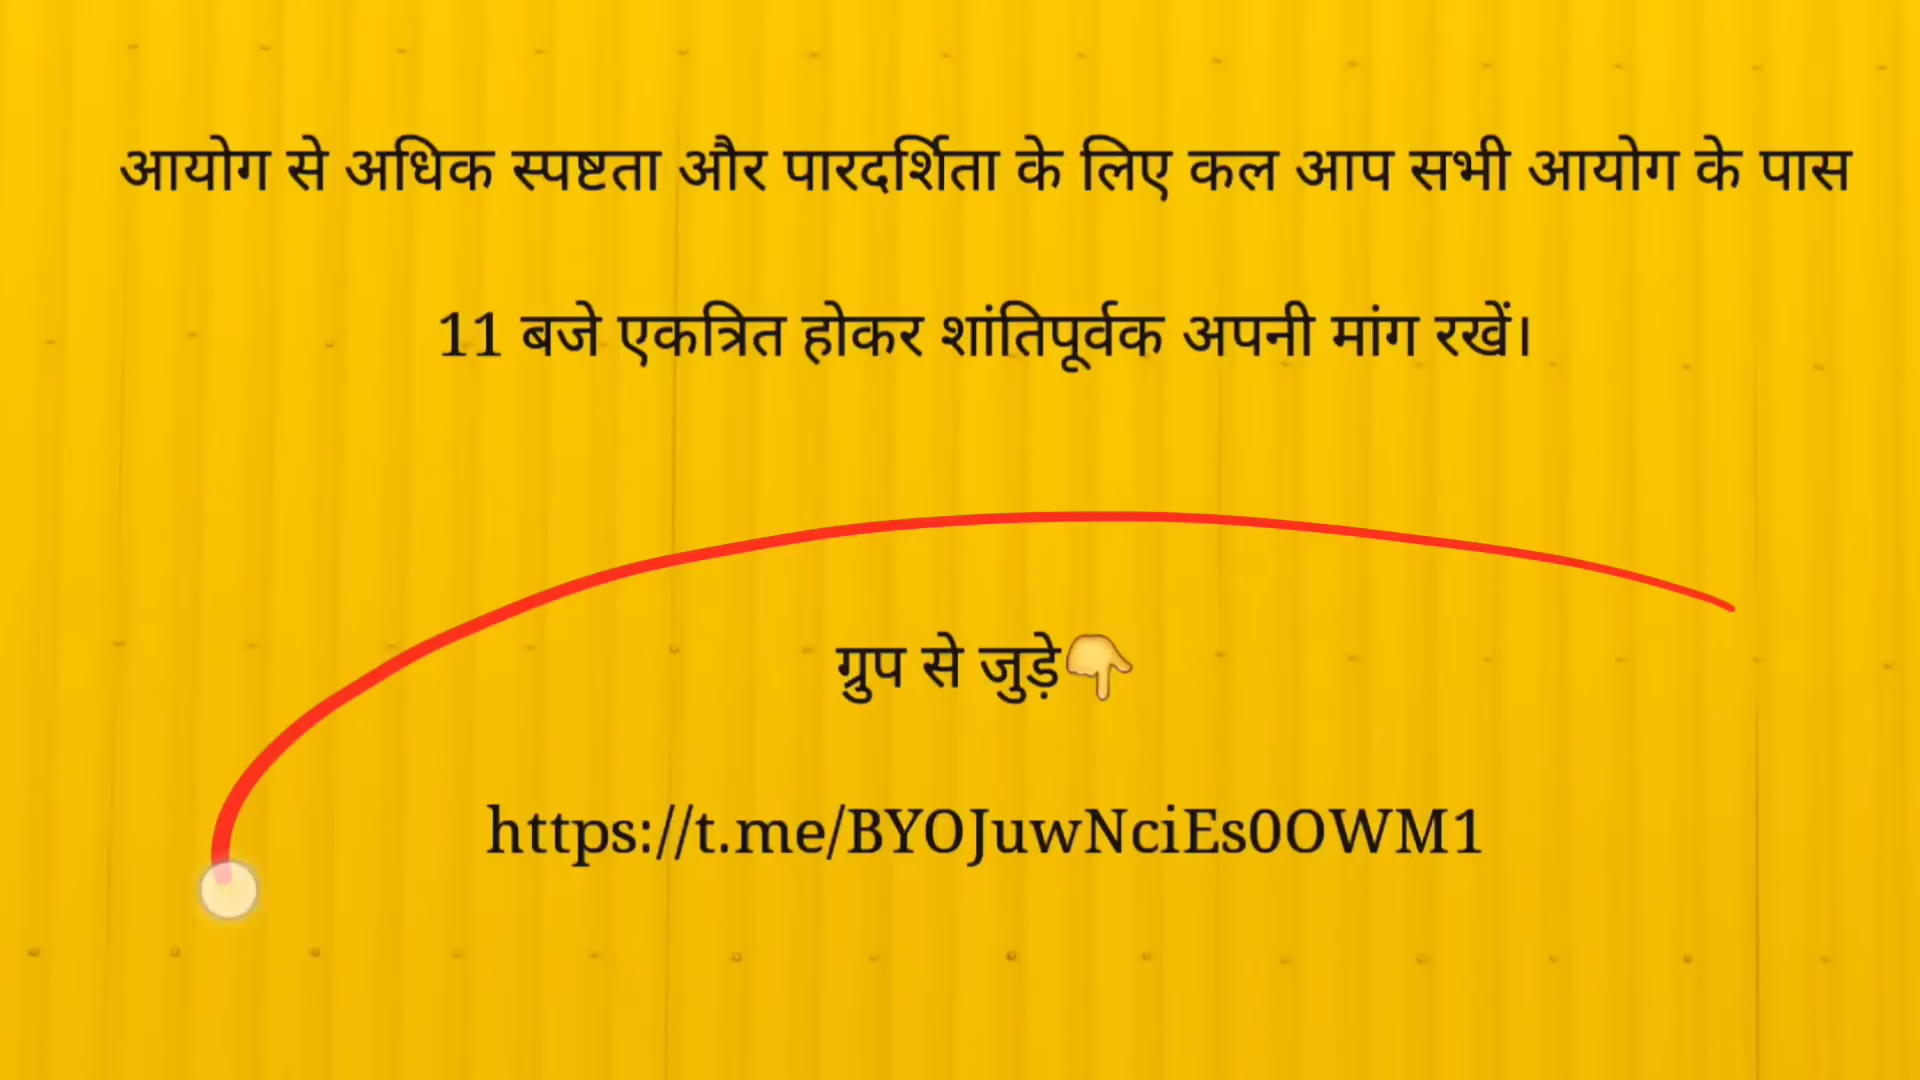 आयोग से अधिक स्पष्टता और पारदर्शिता के लिए कल आप सभी आयोग के पास
11 बजे एकत्रित होकर शांतिपूर्वक अपनी मांग रखें।
ग्रुप से जुड़े👇
https://t.me/BYOJuwNciEs0OWM1